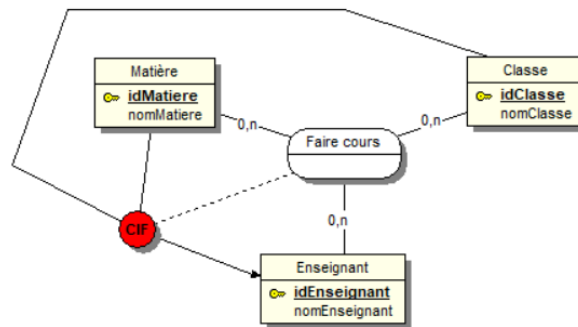 Matière
idMatiere
nomMatiere
Classe
idClasse
nomClasse
0,n
0,n
Faire cours
0,n
CIF
Enseignant
idEnseignant
nomEnseignant